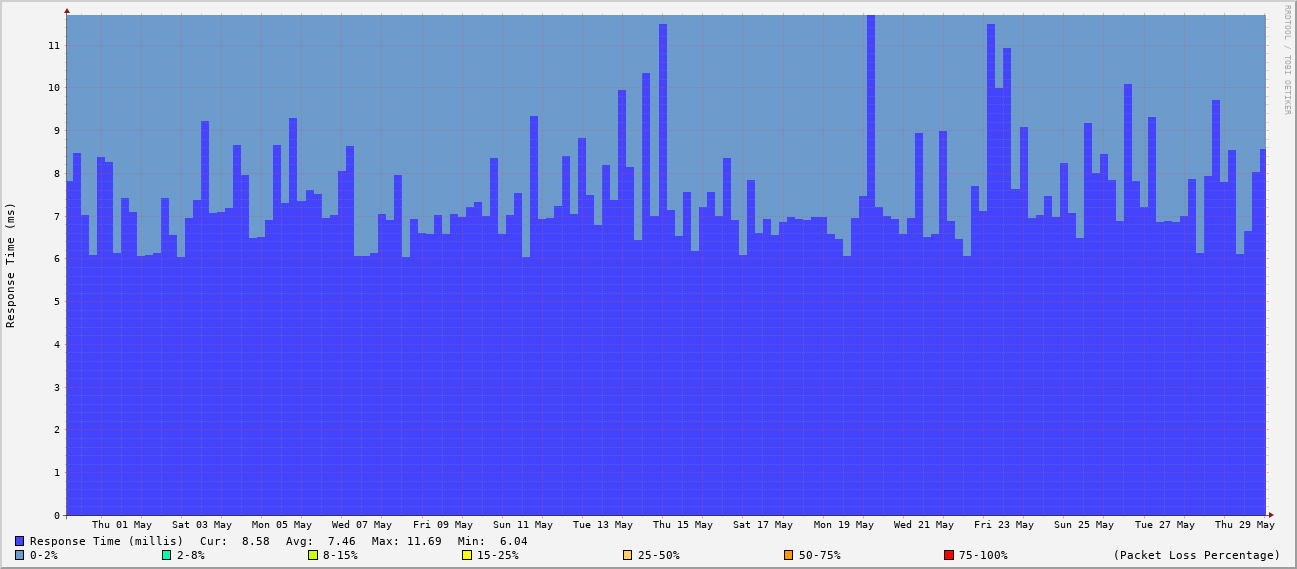 RRDTOOL / TOBI OETIKER
Response Time (ms)
11
10
9
8
7
6
5
4
3
2
1
0
Thu 01 May Sat 03 May Mon 05 May Wed 07 May Fri 09 May Sun 11 May Tue 13 May Thu 15 May Sat 17 May Mon 19 May Wed 21 May Fri 23 May Sun 25 May Tue 27 May Thu 29 May
Response Time (millis) Cur: 8.58 Avg: 7.46 Max: 11.69 Min: 6.04
0-2% 2-8% 8-15% 15-25% 25-50% 50-75% 75-100% (Packet Loss Percentage)